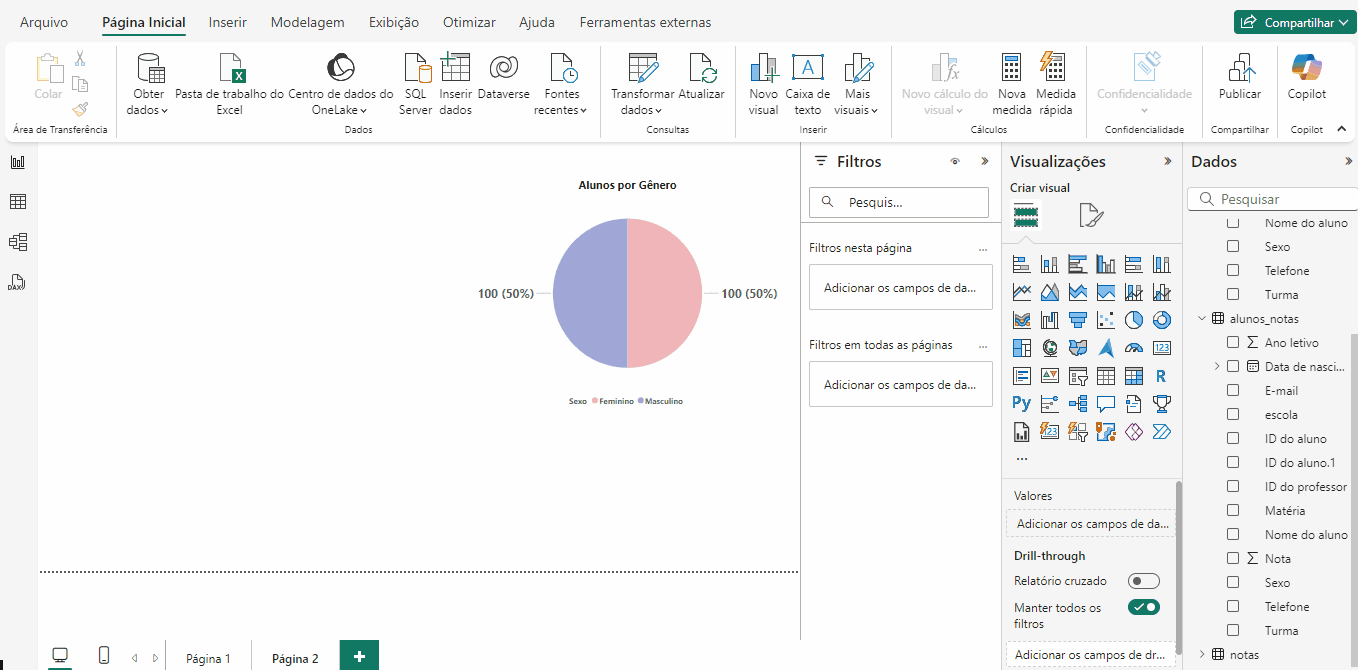 Arquivo Página Inicial Inserir Modelagem Exibição Otimizar Ajuda Ferramentas externas Compartilhar
Colar
Obter dados
Pasta de trabalho do Excel
Centro de dados do OneLake
SQL Server
Inserir dados
Dataverse
Fontes recentes
Transformar dados
Atualizar
Novo visual
Caixa de texto
Mais visuais
Novo cálculo do visual
Nova medida
Medida rápida
Confidencialidade
Publicar
Copilot
Área de Transferência Dados Consultas Inserir Cálculos Confidencialidade Compartilhar Copilot
Alunos por Gênero
100 (50%)
100 (50%)
Sexo Feminino Masculino
Filtros
Pesquis...
Filtros nesta página ...
Adicionar os campos de da...
Filtros em todas as páginas ...
Adicionar os campos de da...
Visualizações
Criar visual
123
R
Py
123
...
Valores
Adicionar os campos de da...
Drill-through
Relatório cruzado
Manter todos os
filtros
Adicionar os campos de dr...
Dados
Pesquisar
Nome do aluno
Sexo
Telefone
Turma
alunos_notas
Σ Ano letivo
Data de nasci...
E-mail
escola
ID do aluno
ID do aluno.1
ID do professor
Matéria
Nome do aluno
Σ Nota
Sexo
Telefone
Turma
notas
DAX
Página 1
Página 2
+